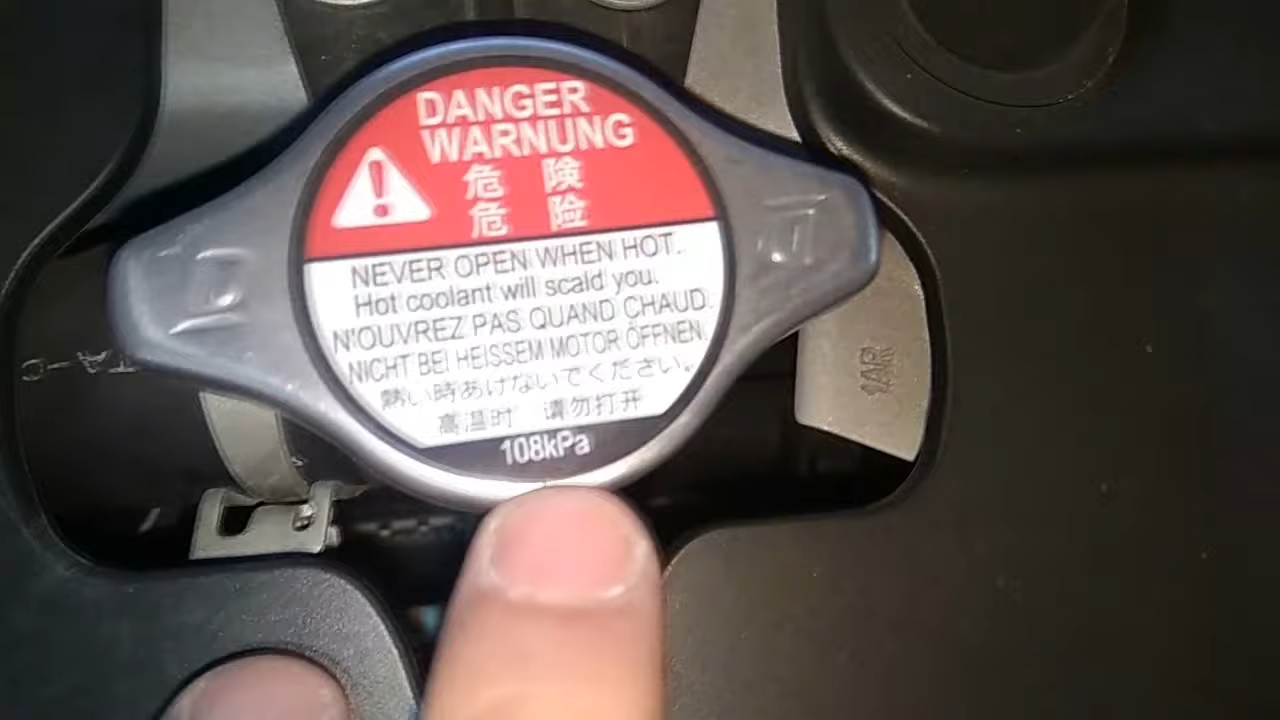 DANGER
WARNUNG
危 険
危 险
NEVER OPEN WHEN HOT.
Hot coolant will scald you.
N'OUVREZ PAS QUAND CHAUD.
NICHT BEI HEISSEM MOTOR ÖFFNEN.
熱い時あけないでください。
高温时 请勿打开
108kPa
1AR